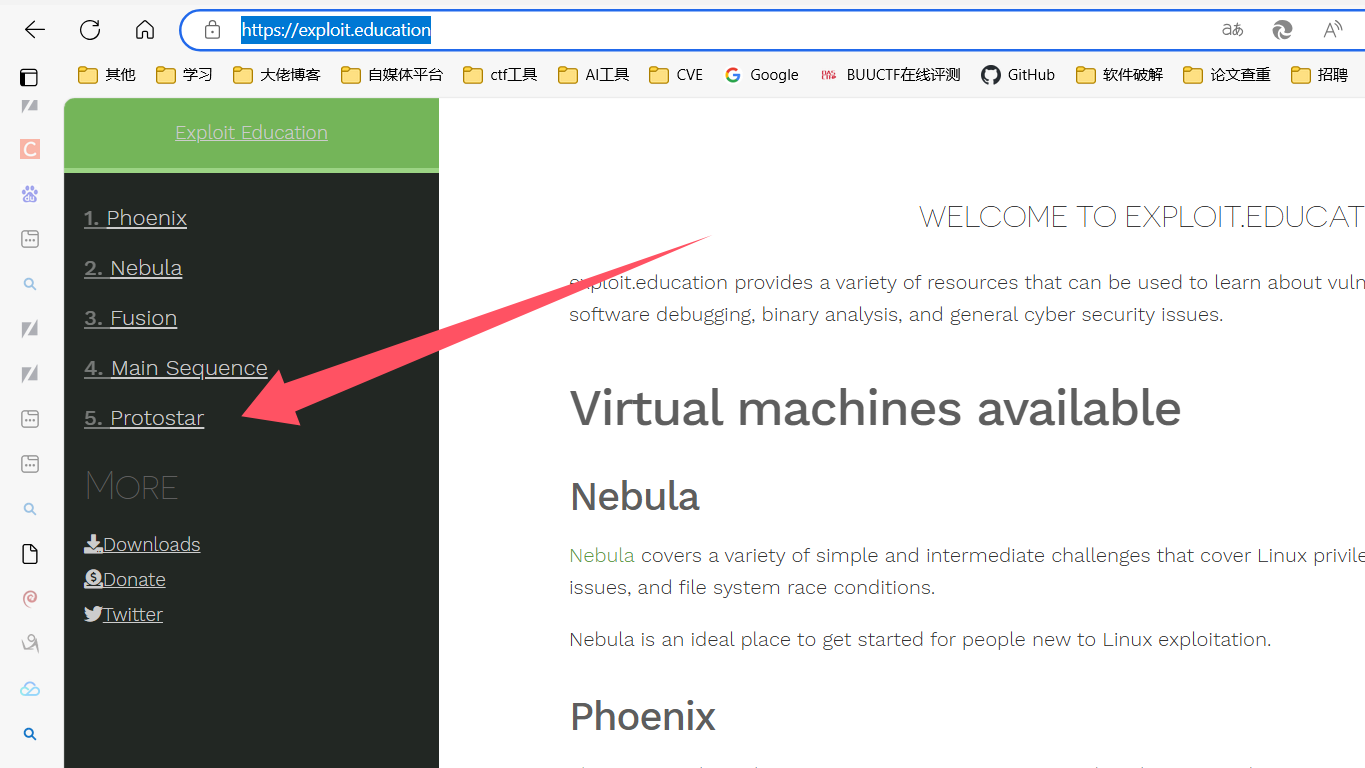 https://exploit.education
其他
学习
大佬博客
自媒体平台
ctf工具
AI工具
CVE
Google
BUUCTF在线评测
GitHub
软件破解
论文查重
招聘
Exploit Education
1. Phoenix
2. Nebula
3. Fusion
4. Main Sequence
5. Protostar
MORE
Downloads
Donate
Twitter
WELCOME TO EXPLOIT.EDUCAT
exploit.education provides a variety of resources that can be used to learn about vuln
software debugging, binary analysis, and general cyber security issues.
Virtual machines available
Nebula
Nebula covers a variety of simple and intermediate challenges that cover Linux privile
issues, and file system race conditions.
Nebula is an ideal place to get started for people new to Linux exploitation.
Phoenix